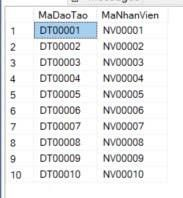 MaDaoTao MaNhanVien
1 DT00001 NV00001
2 DT00002 NV00002
3 DT00003 NV00003
4 DT00004 NV00004
5 DT00005 NV00005
6 DT00006 NV00006
7 DT00007 NV00007
8 DT00008 NV00008
9 DT00009 NV00009
10 DT00010 NV00010